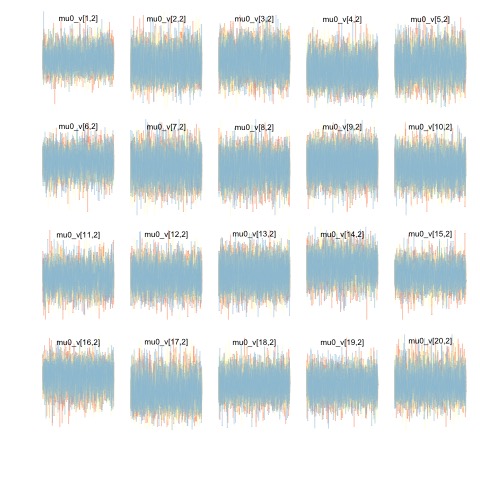 mu0_v[1,2] mu0_v[2,2] mu0_v[3,2] mu0_v[4,2] mu0_v[5,2]
mu0_v[6,2] mu0_v[7,2] mu0_v[8,2] mu0_v[9,2] mu0_v[10,2]
mu0_v[11,2] mu0_v[12,2] mu0_v[13,2] mu0_v[14,2] mu0_v[15,2]
mu0_v[16,2] mu0_v[17,2] mu0_v[18,2] mu0_v[19,2] mu0_v[20,2]